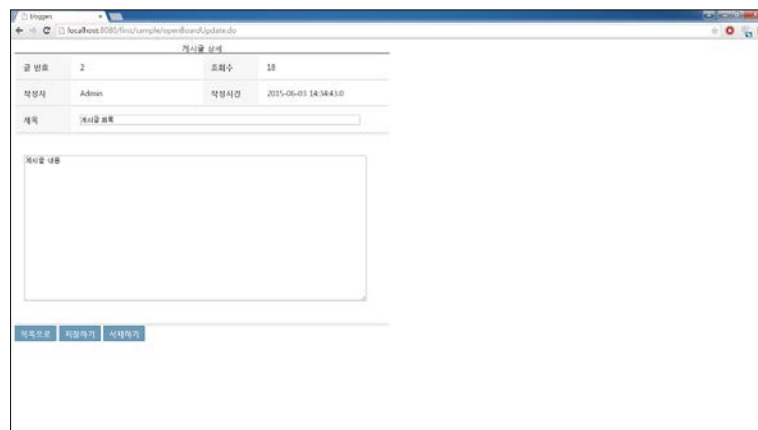 bloggers
localhost:8080/first/sample/openBoardUpdate.do
게시글 상세
글 번호 2 조회수 18
작성자 Admin 작성시간 2015-06-03 14:34:43.0
제목 게시글 제목
게시글 내용
목록으로 저장하기 삭제하기